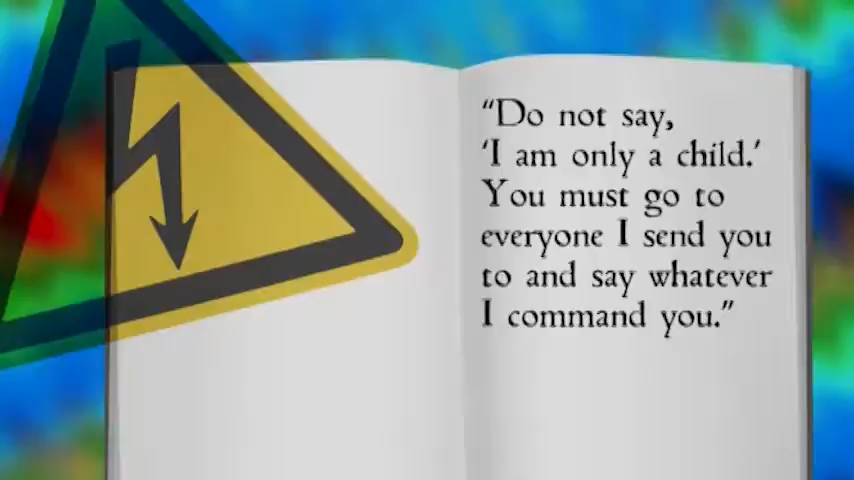 “Do not say,
‘I am only a child.’
You must go to
everyone I send you
to and say whatever
I command you.”